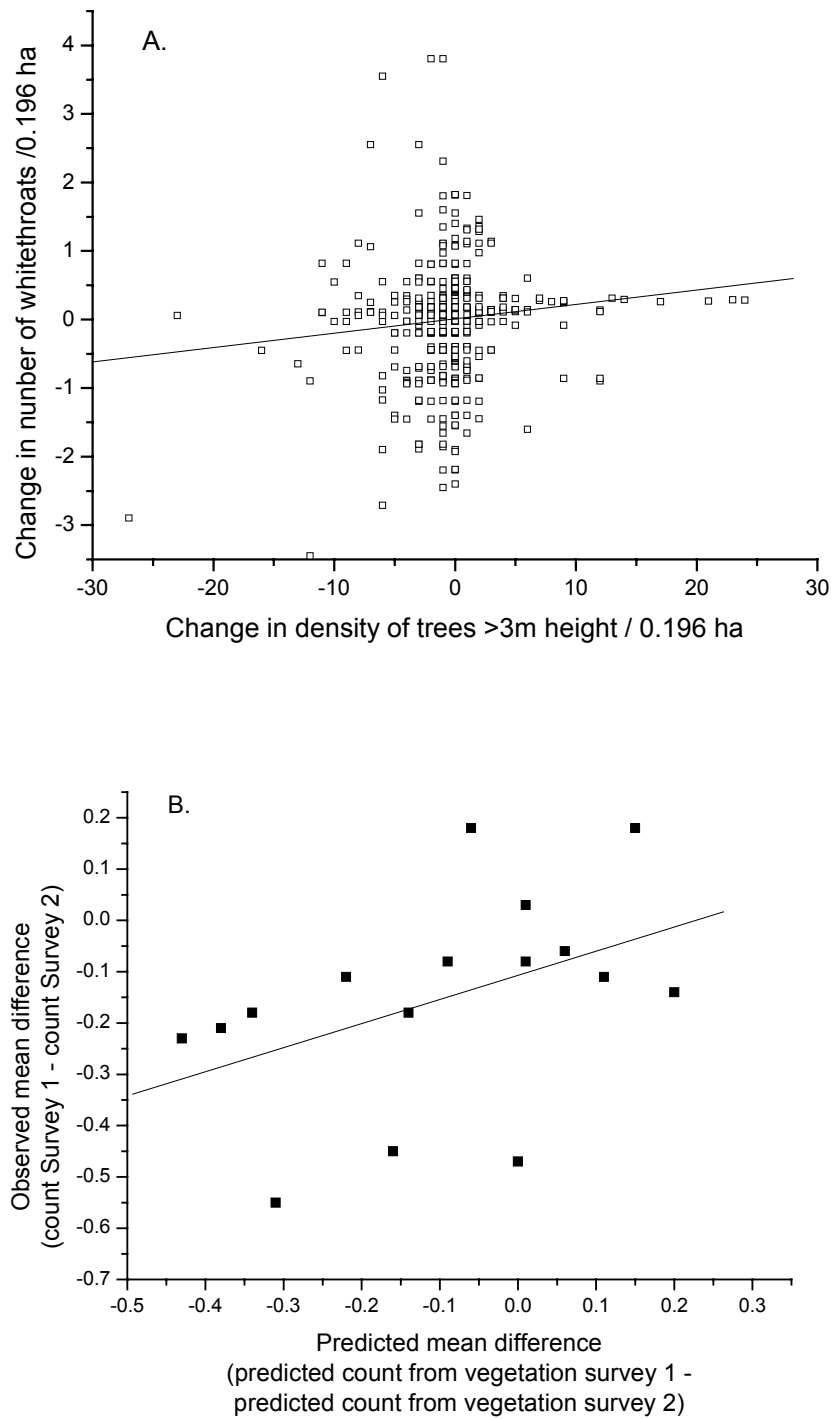 A.
4
3
2
1
0
-1
-2
-3
Change in nunber of whitethroats /0.196 ha
-30 -20 -10 0 10 20 30
Change in density of trees >3m height / 0.196 ha
B.
0.2
0.1
0.0
-0.1
-0.2
-0.3
-0.4
-0.5
-0.6
-0.7
Observed mean difference
(count Survey 1 - count Survey 2)
-0.5 -0.4 -0.3 -0.2 -0.1 0.0 0.1 0.2 0.3
Predicted mean difference
(predicted count from vegetation survey 1 -
predicted count from vegetation survey 2)